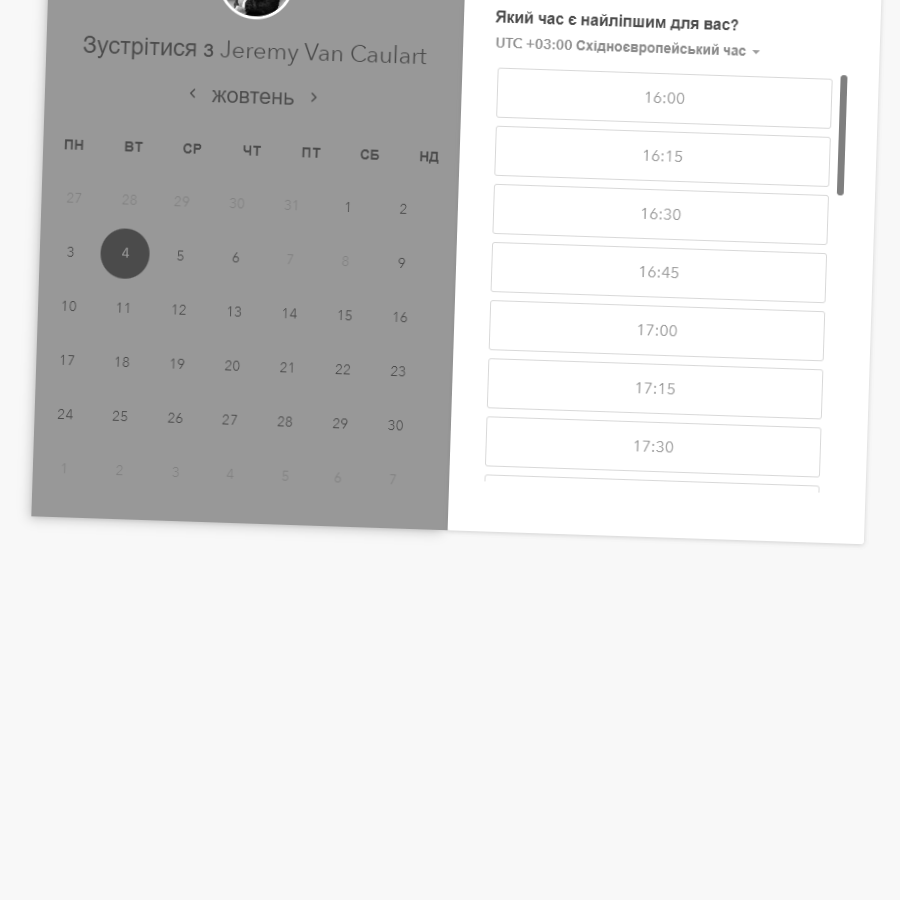 Зустрітися з Jeremy Van Caulart
жовтень
ПН ВТ СР ЧТ ПТ СБ НД
27 28 29 30 31 1 2
3 4 5 6 7 8 9
10 11 12 13 14 15 16
17 18 19 20 21 22 23
24 25 26 27 28 29 30
1 2 3 4 5 6 7
Який час є найліпшим для вас?
UTC +03:00 Східноєвропейський час
16:00
16:15
16:30
16:45
17:00
17:15
17:30